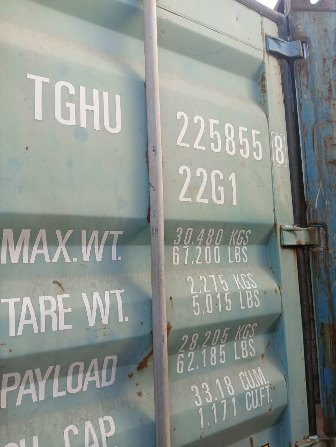 TGHU 225855 8
22G1
MAX.WT. 30.480 KGS
67,200 LBS
TARE WT. 2.275 KGS
5.015 LBS
PAYLOAD 28.205 KGS
62.185 LBS
33.18 CU.M.
CAP. 1.171 CU.FT.